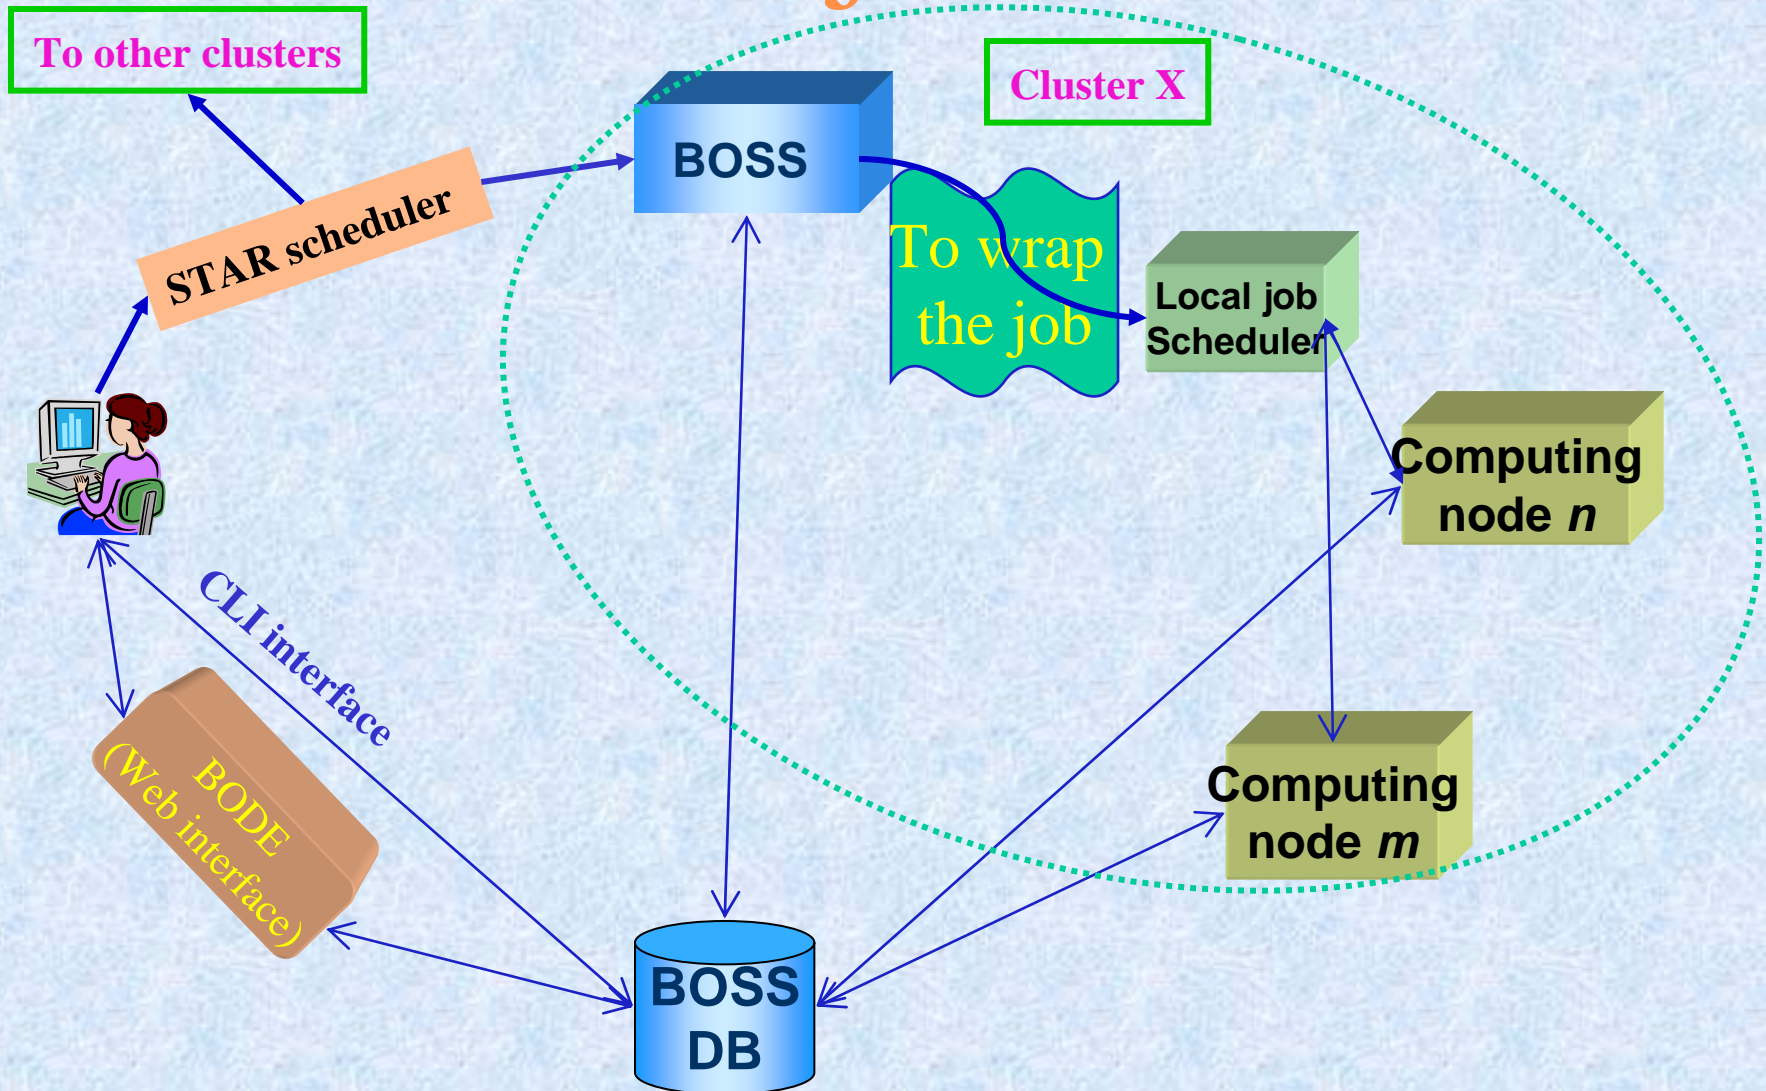 To other clusters
Cluster X
BOSS
STAR scheduler
To wrap
the job
Local job
Scheduler
Computing
node n
CLI interface
BODE
(Web interface)
Computing
node m
BOSS
DB